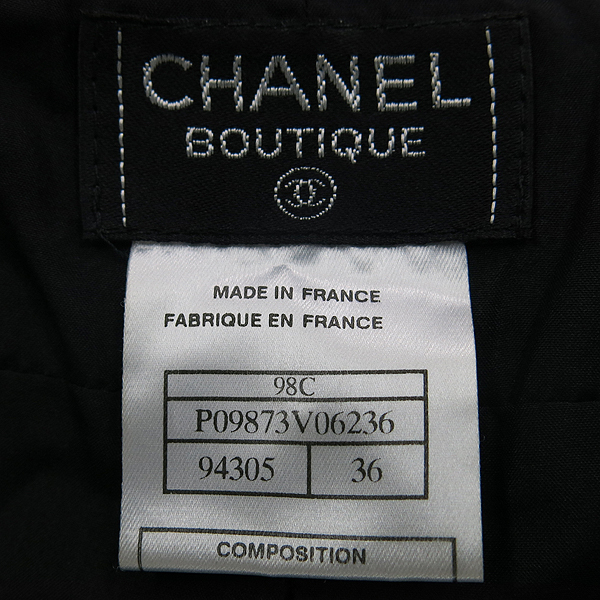 CHANEL
BOUTIQUE
MADE IN FRANCE
FABRIQUE EN FRANCE
98C
P09873V06236
94305 36
COMPOSITION